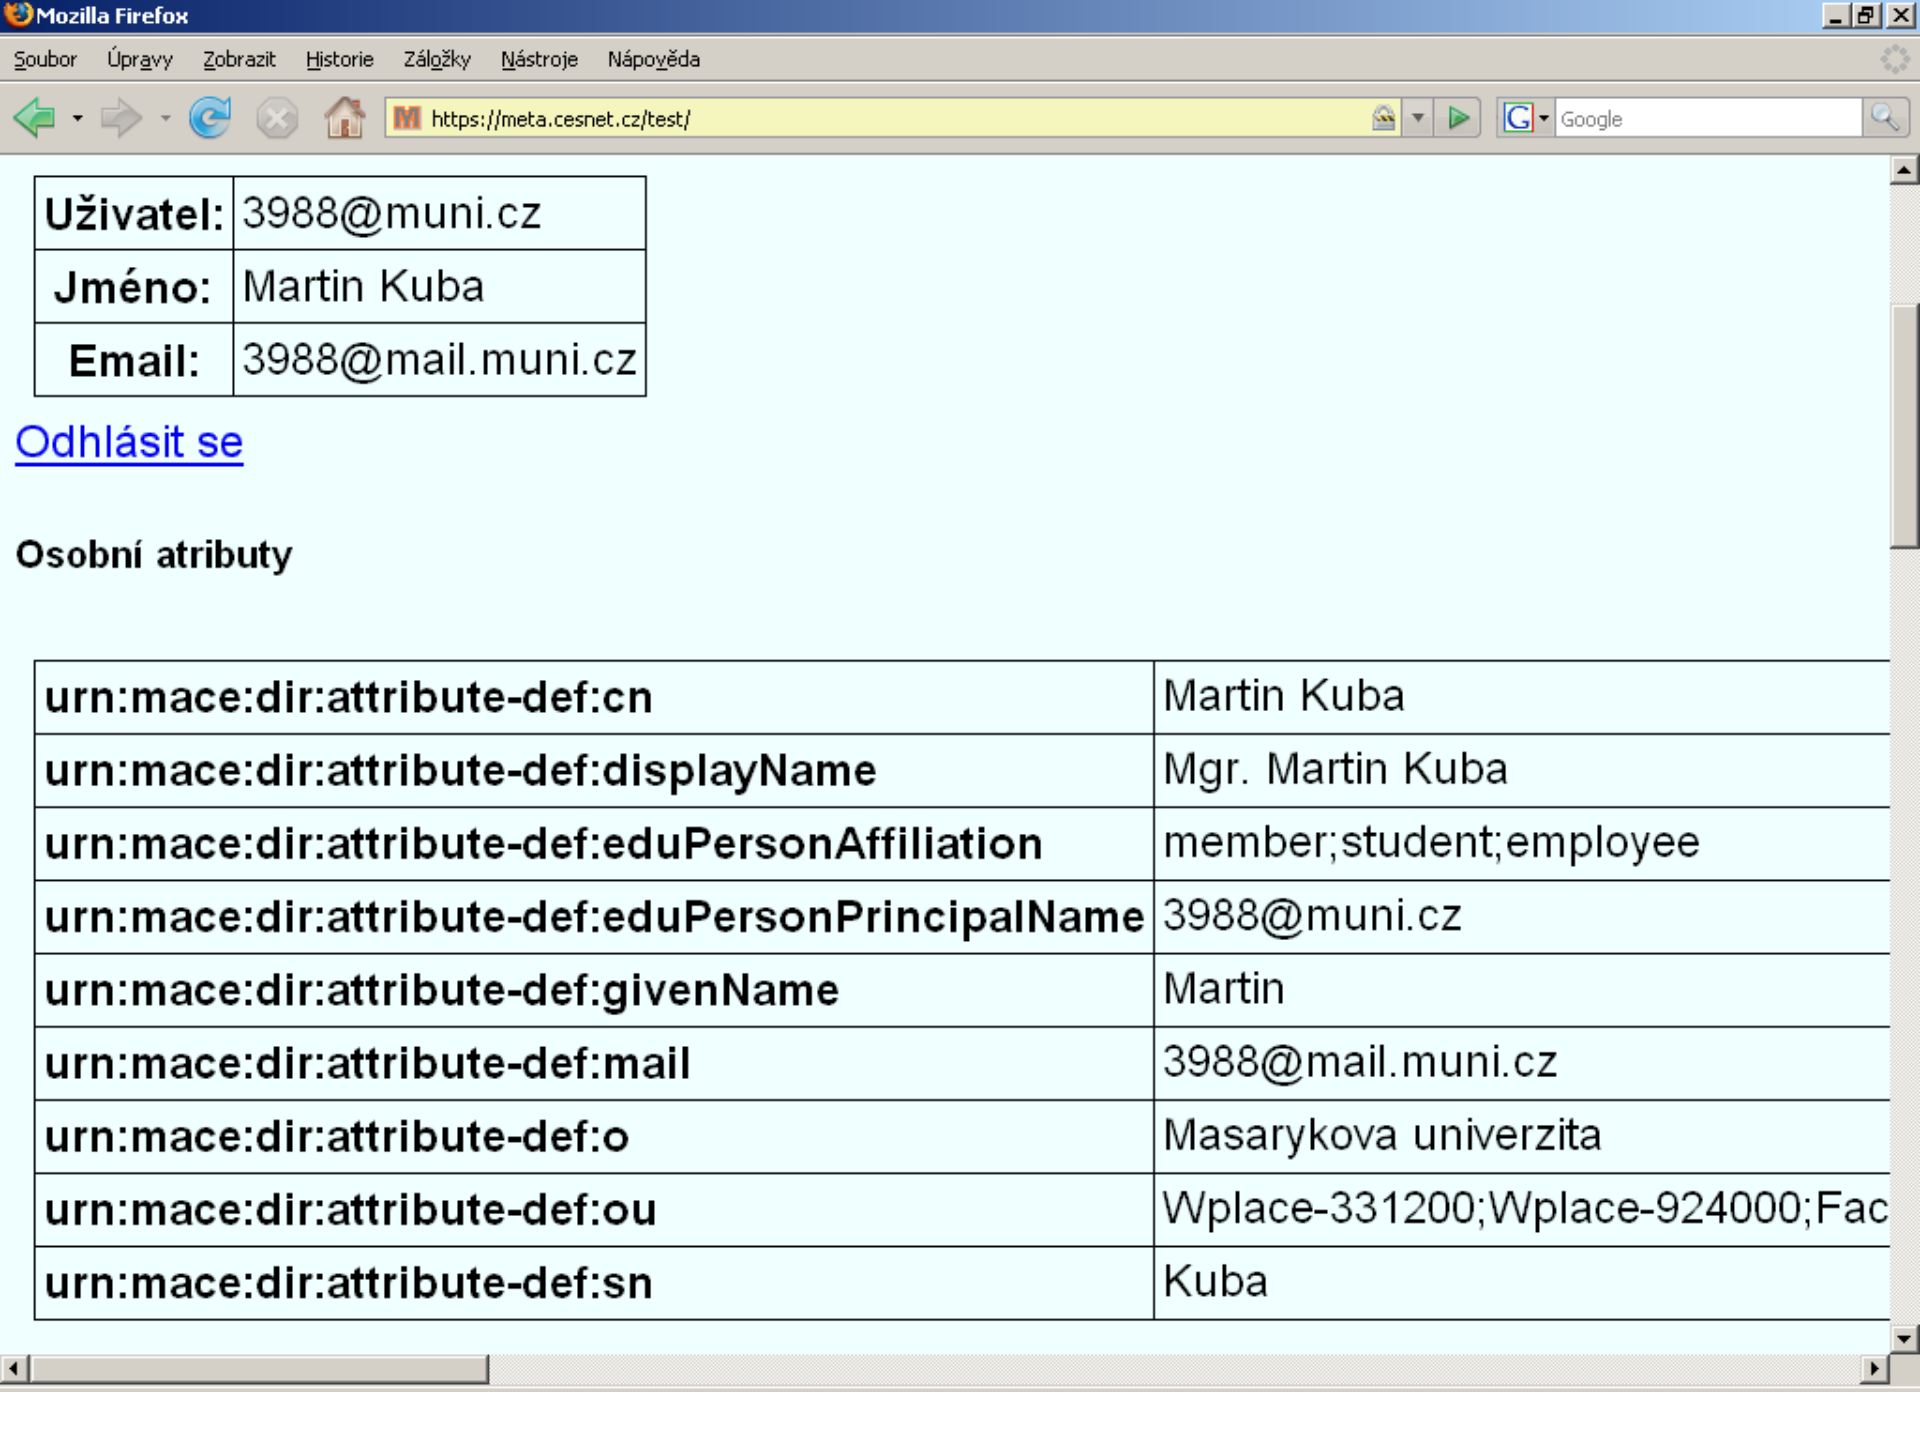 Mozilla Firefox
Soubor Úpravy Zobrazit Historie Záložky Nástroje Nápověda
https://meta.cesnet.cz/test/ Google
Uživatel: 3988@muni.cz
Jméno: Martin Kuba
Email: 3988@mail.muni.cz
Odhlásit se
Osobní atributy
urn:mace:dir:attribute-def:cn Martin Kuba
urn:mace:dir:attribute-def:displayName Mgr. Martin Kuba
urn:mace:dir:attribute-def:eduPersonAffiliation member;student;employee
urn:mace:dir:attribute-def:eduPersonPrincipalName 3988@muni.cz
urn:mace:dir:attribute-def:givenName Martin
urn:mace:dir:attribute-def:mail 3988@mail.muni.cz
urn:mace:dir:attribute-def:o Masarykova univerzita
urn:mace:dir:attribute-def:ou Wplace-331200;Wplace-924000;Fac
urn:mace:dir:attribute-def:sn Kuba